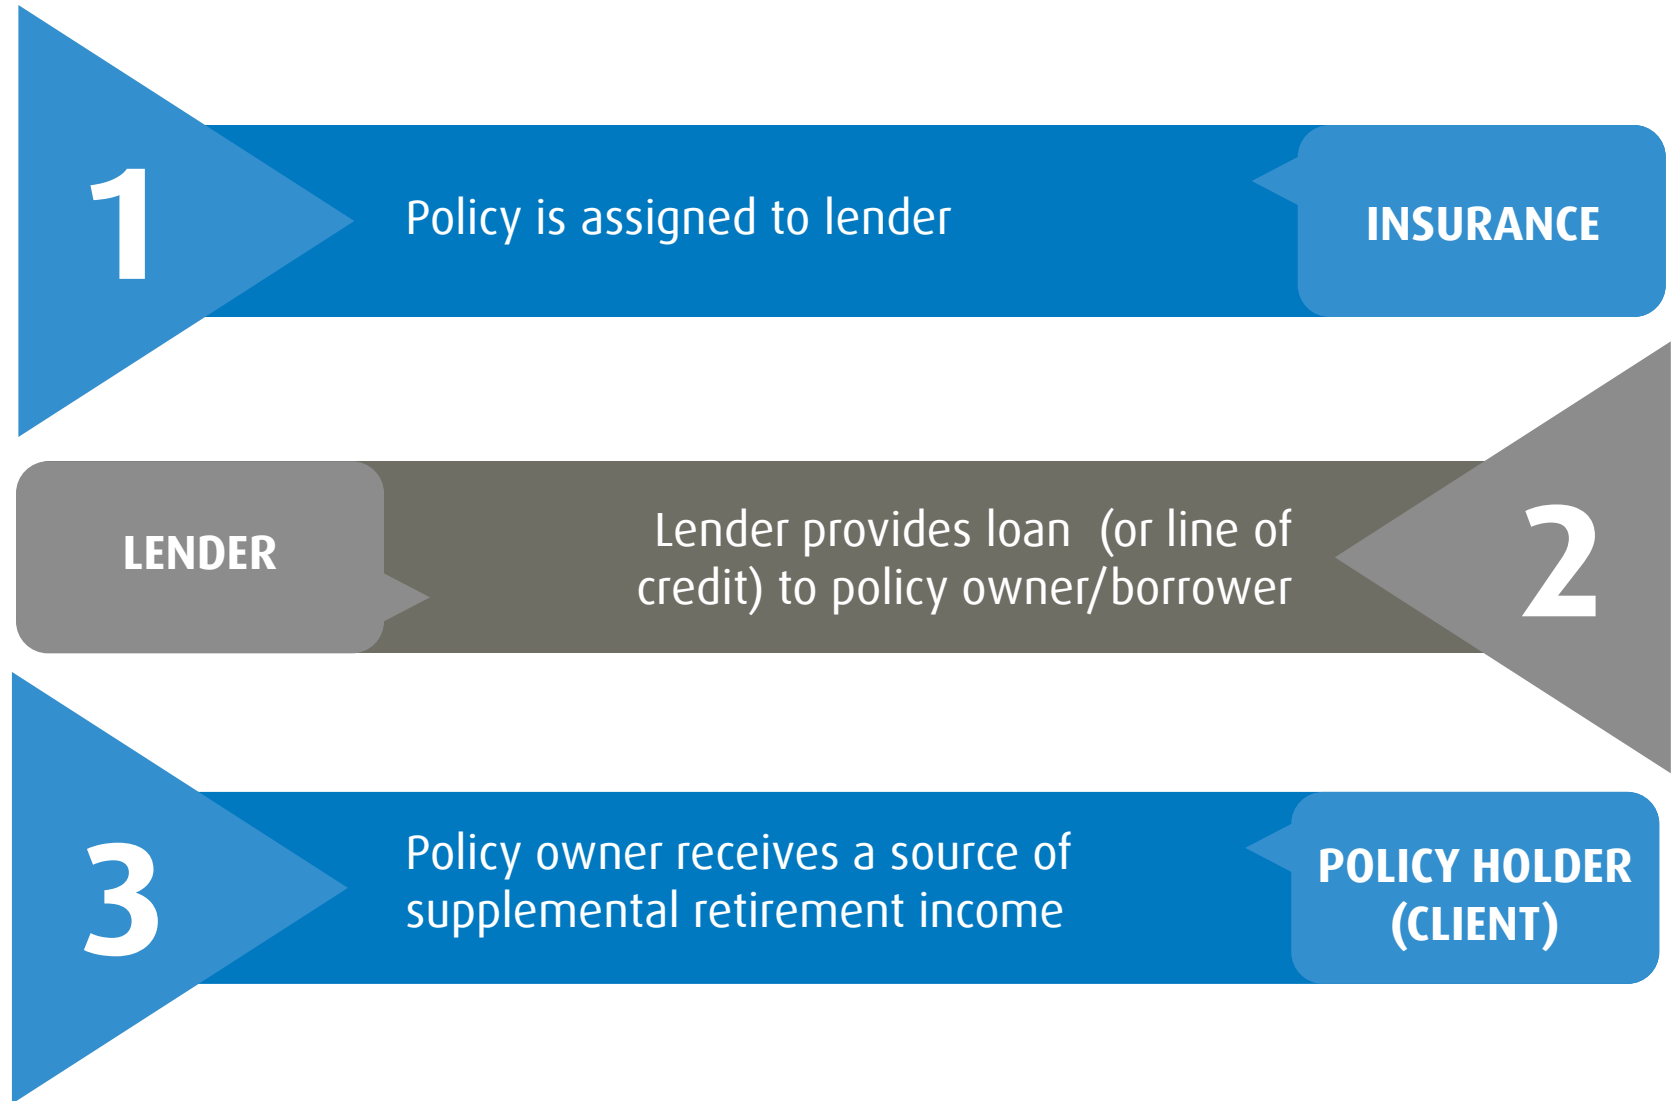 1
Policy is assigned to lender
INSURANCE
LENDER
Lender provides loan  (or line of
credit) to policy owner/borrower
2
3
Policy owner receives a source of
supplemental retirement income
POLICY HOLDER
(CLIENT)